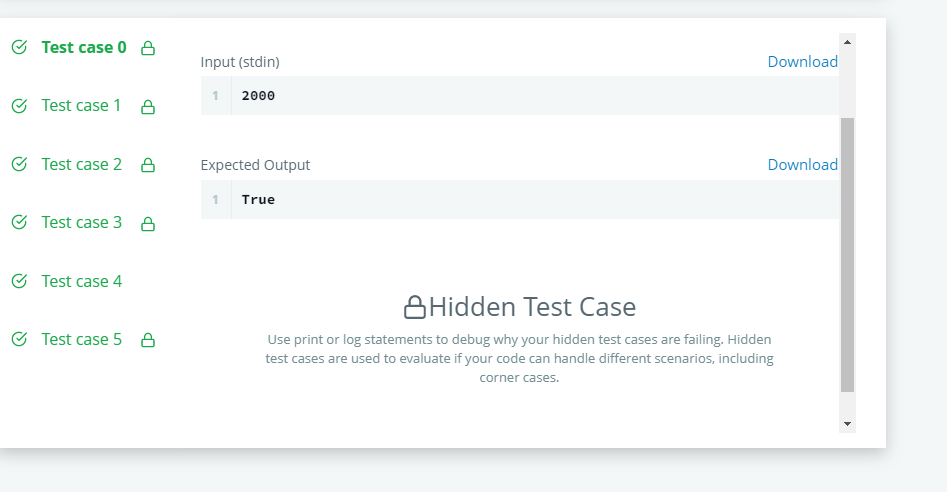 Test case 0
Test case 1
Test case 2
Test case 3
Test case 4
Test case 5
Input (stdin)
Download
1 2000
Expected Output
Download
1 True
Hidden Test Case
Use print or log statements to debug why your hidden test cases are failing. Hidden
test cases are used to evaluate if your code can handle different scenarios, including
corner cases.